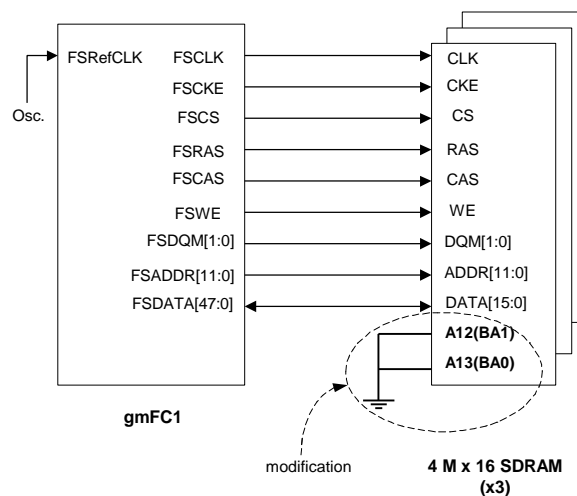 FSRefCLK FSCLK CLK
FSCKE CKE
Osc. FSCS CS
FSRAS RAS
FSCAS CAS
FSWE WE
FSDQM[1:0] DQM[1:0]
FSADDR[11:0] ADDR[11:0]
FSDATA[47:0] DATA[15:0]
A12(BA1)
A13(BA0)
gmFC1
modification
4 M x 16 SDRAM
(x3)